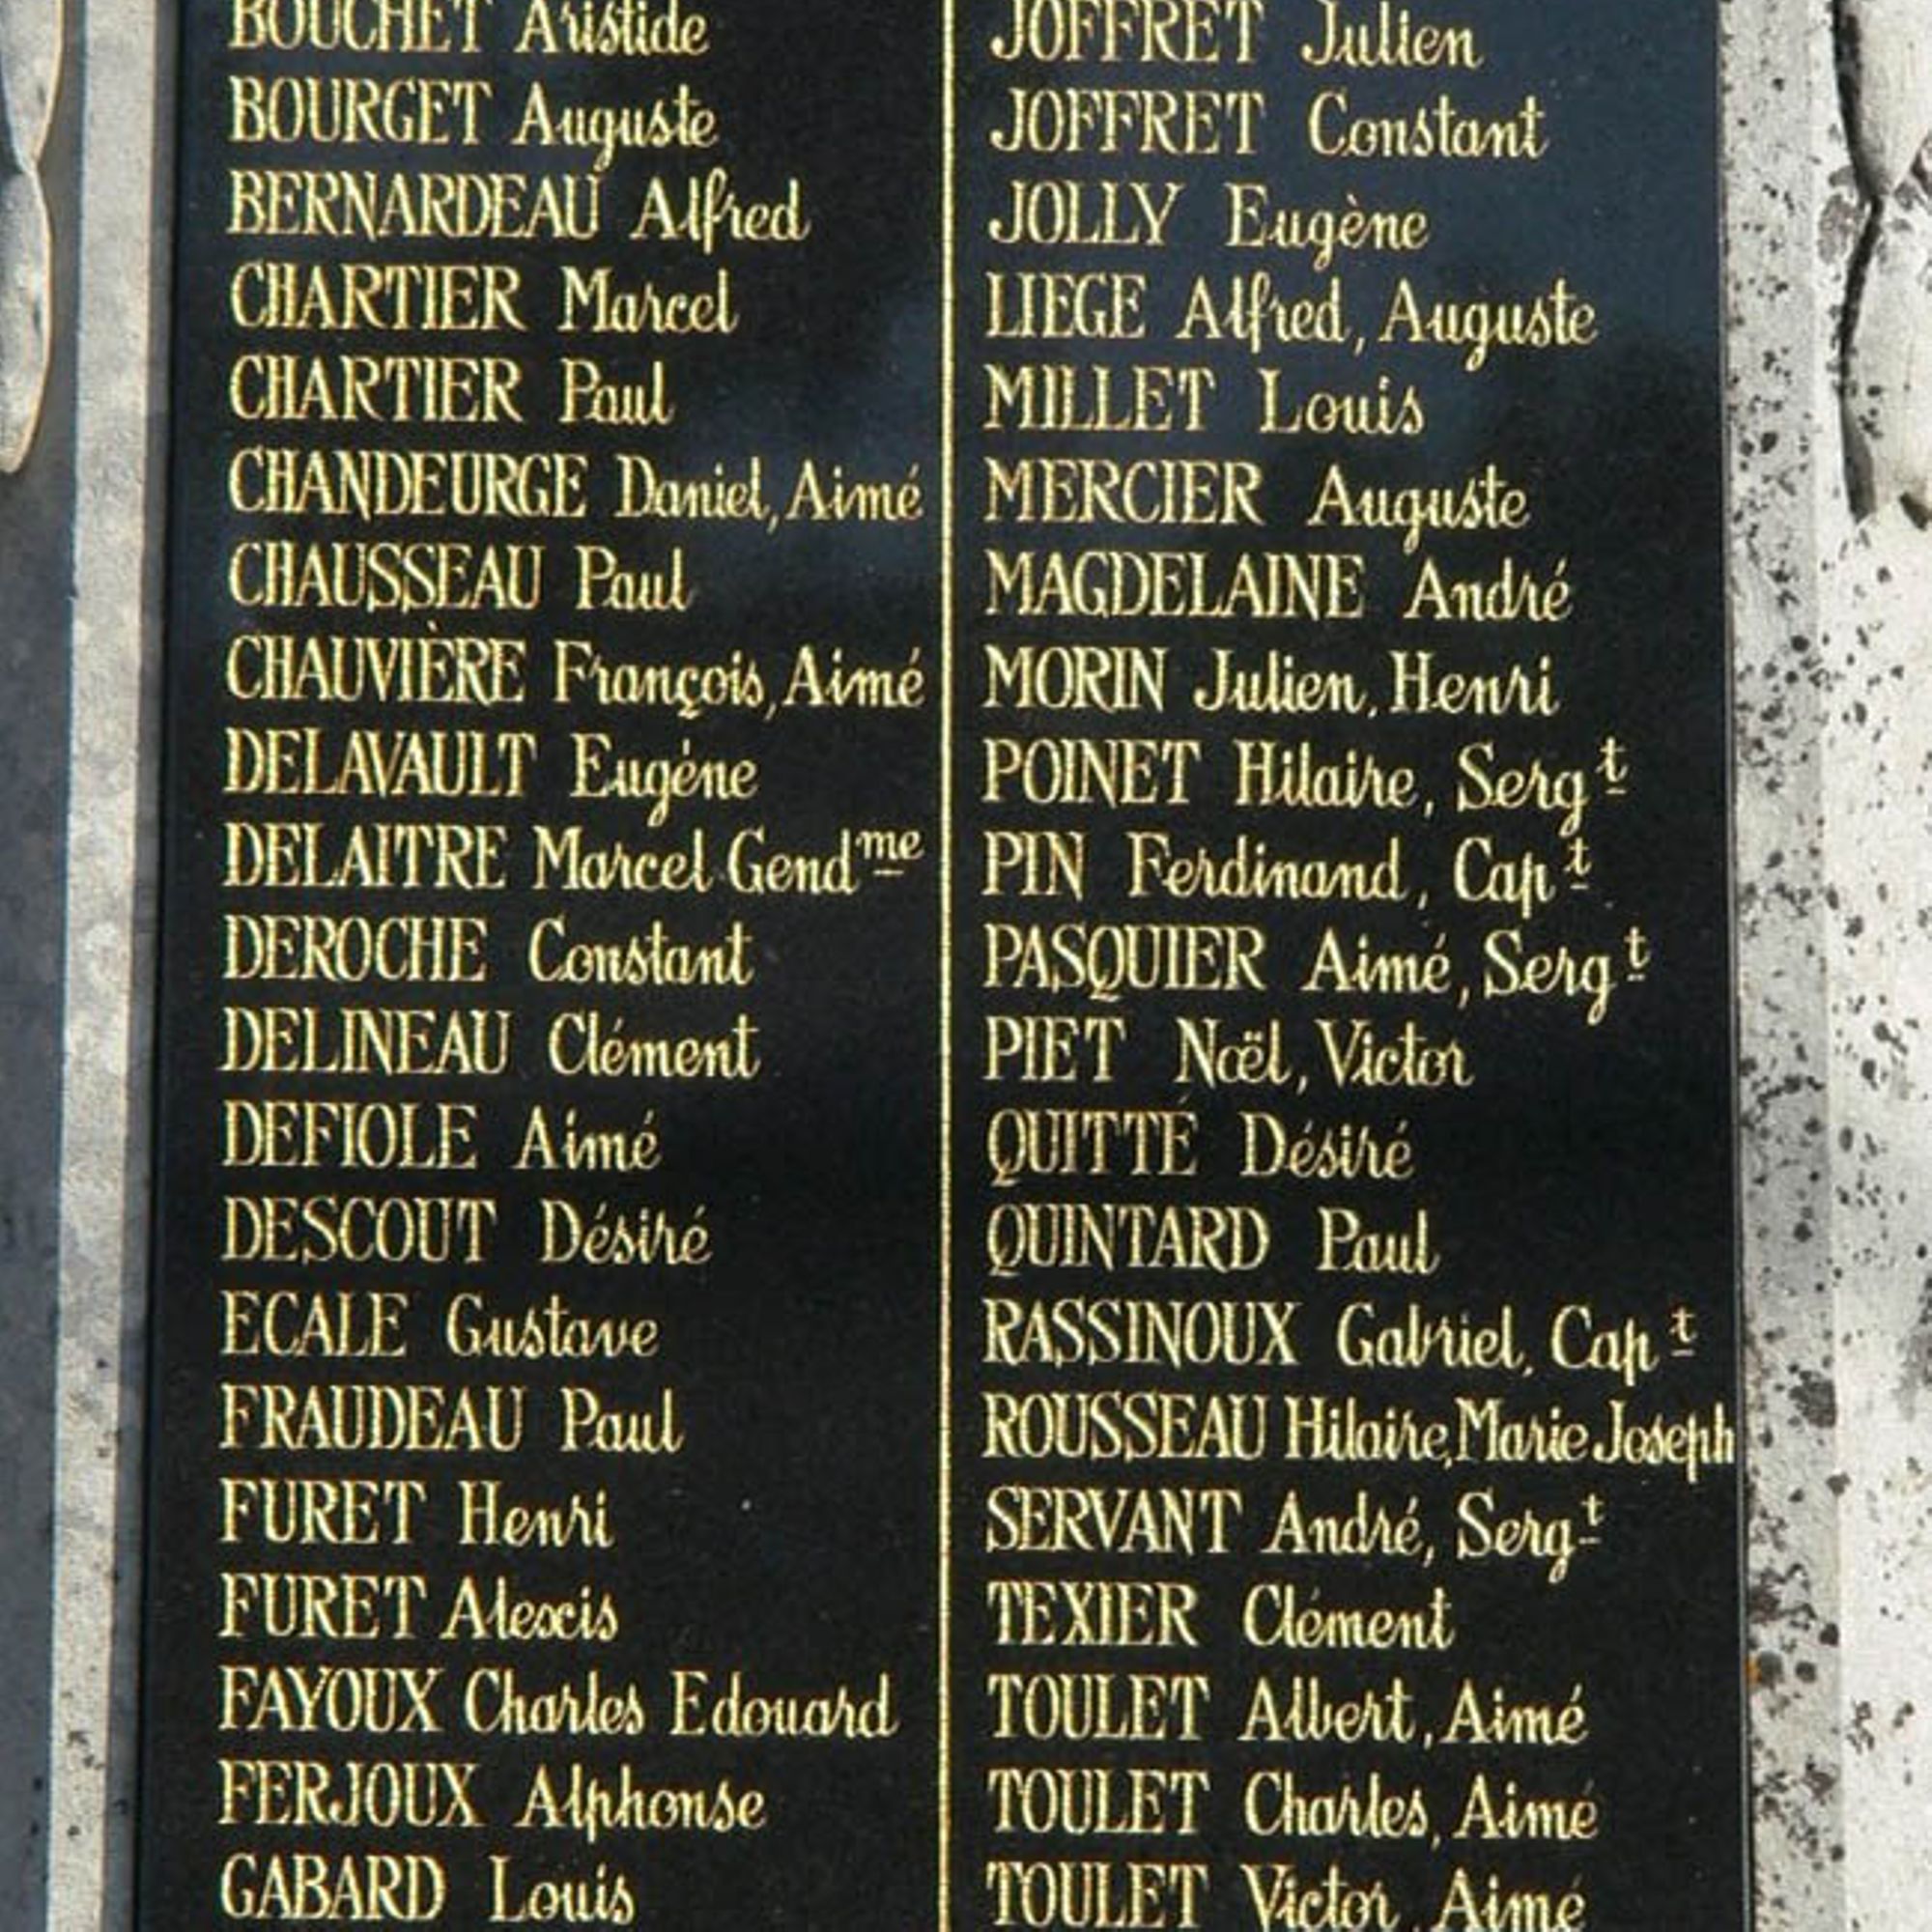 BOUCHET Aristide
BOURGET Auguste
BERNARDEAU Alfred
CHARTIER Marcel
CHARTIER Paul
CHANDEURGE Daniel, Aimé
CHAUSSEAU Paul
CHAUVIÈRE François, Aimé
DELAVAULT Eugéne
DELAITRE Marcel Gendme
DEROCHE Constant
DELINEAU Clément
DEFIOLE Aimé
DESCOUT Désiré
ECALE Gustave
FRAUDEAU Paul
FURET Henri
FURET Alexis
FAYOUX Charles Edouard
FERJOUX Alphonse
GABARD Louis
JOFFRET Julien
JOFFRET Constant
JOLLY Eugène
LIEGE Alfred, Auguste
MILLET Louis
MERCIER Auguste
MAGDELAINE André
MORIN Julien, Henri
POINET Hilaire, Sergt
PIN Ferdinand, Capt
PASQUIER Aimé, Sergt
PIET Noël, Victor
QUITTÉ Désiré
QUINTARD Paul
RASSINOUX Gabriel, Capt
ROUSSEAU Hilaire, Marie Joseph
SERVANT André, Sergt
TEXIER Clément
TOULET Albert, Aimé
TOULET Charles, Aimé
TOULET Victor, Aimé